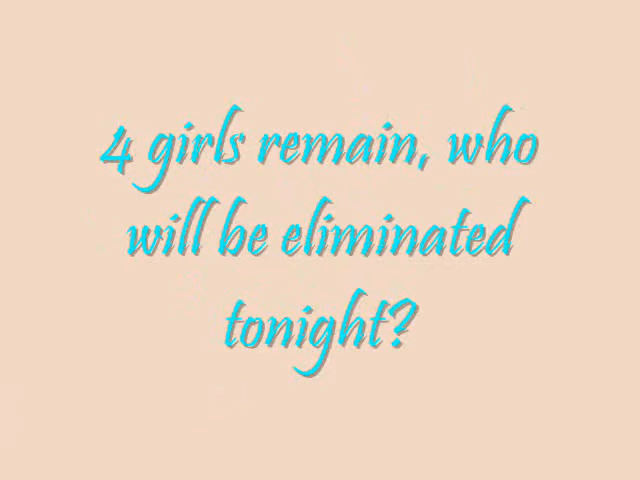 4 girls remain, who
will be eliminated
tonight?